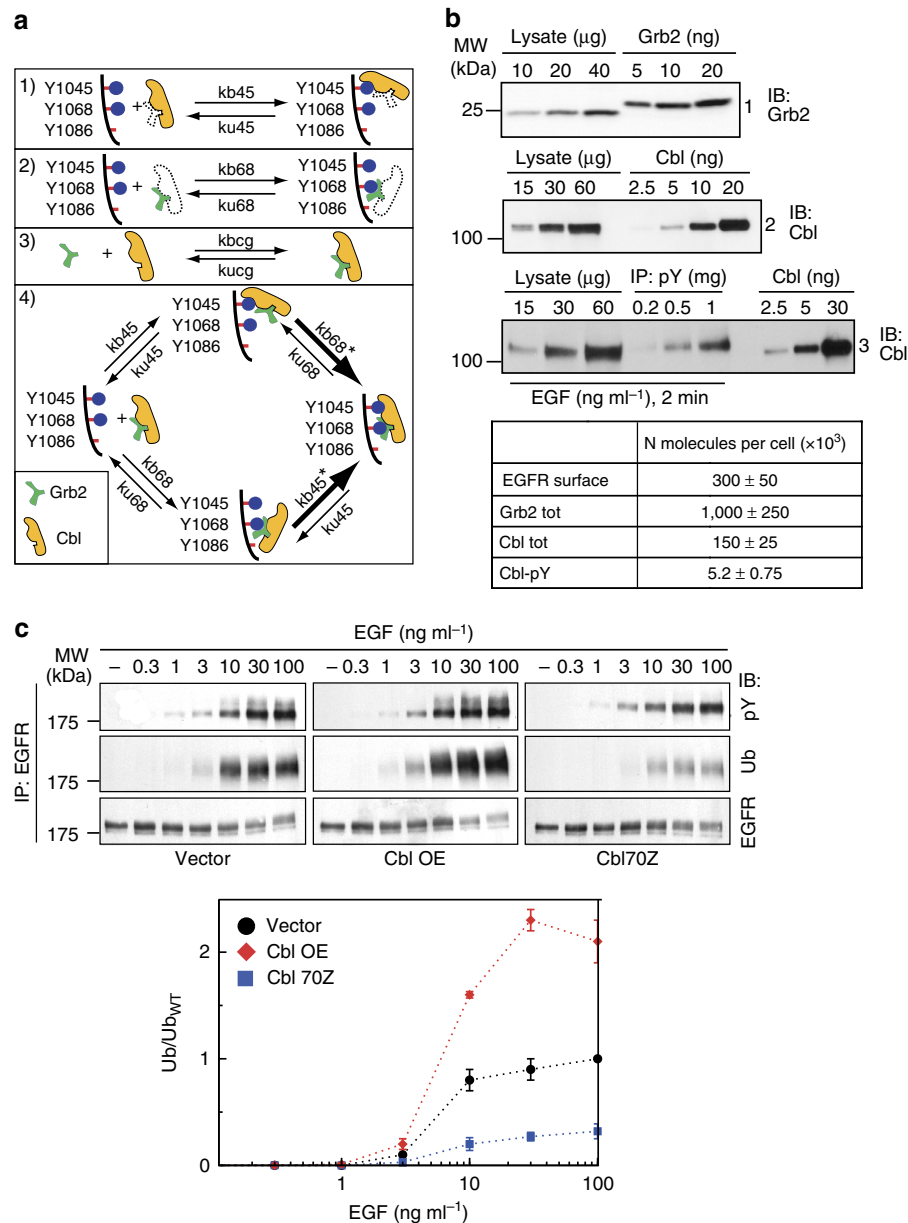 a
1) Y1045
Y1068
Y1086
+
kb45
ku45
Y1045
Y1068
Y1086
2) Y1045
Y1068
Y1086
+
kb68
ku68
Y1045
Y1068
Y1086
3)
+
kbcg
kucg
4)
Y1045
Y1068
Y1086
kb45
ku45
kb68*
ku68
Y1045
Y1068
Y1086
+
Y1045
Y1068
Y1086
kb68
ku68
Y1045
Y1068
Y1086
kb45*
ku45
Grb2
Cbl
b
MW
(kDa)
Lysate (µg) Grb2 (ng)
10 20 40 5 10 20
25
1 IB:
Grb2
Lysate (µg) Cbl (ng)
15 30 60 2.5 5 10 20
100
2 IB:
Cbl
Lysate (µg) IP: pY (mg) Cbl (ng)
15 30 60 0.2 0.5 1 2.5 5 30
100
3 IB:
Cbl
EGF (ng ml⁻¹), 2 min
N molecules per cell (×10³)
EGFR surface 300 ± 50
Grb2 tot 1,000 ± 250
Cbl tot 150 ± 25
Cbl-pY 5.2 ± 0.75
c
EGF (ng ml⁻¹)
MW
(kDa)
– 0.3 1 3 10 30 100 – 0.3 1 3 10 30 100 – 0.3 1 3 10 30 100
IB:
IP: EGFR
175
pY
175
Ub
175
EGFR
Vector Cbl OE Cbl70Z
Vector
Cbl OE
Cbl 70Z
Ub/UbWT
2
1
0
1 10 100
EGF (ng ml⁻¹)